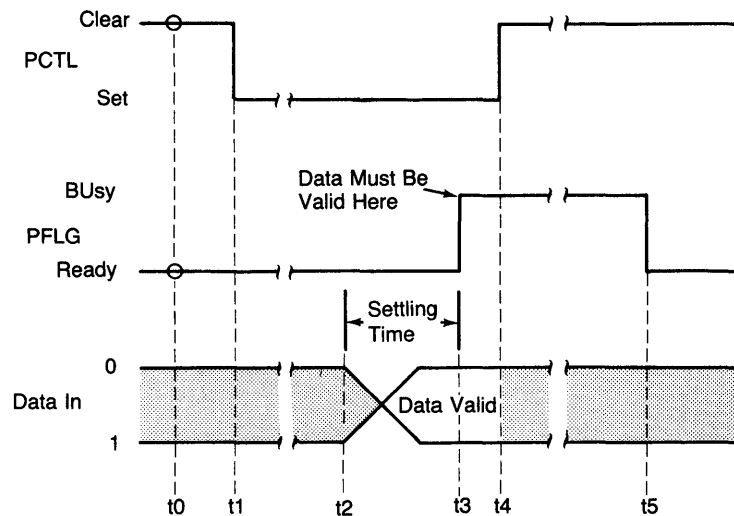 Clear
PCTL
Set
BUsy
Data Must Be
Valid Here
PFLG
Ready
Settling
Time
0
Data In
Data Valid
1
t0 t1 t2 t3 t4 t5